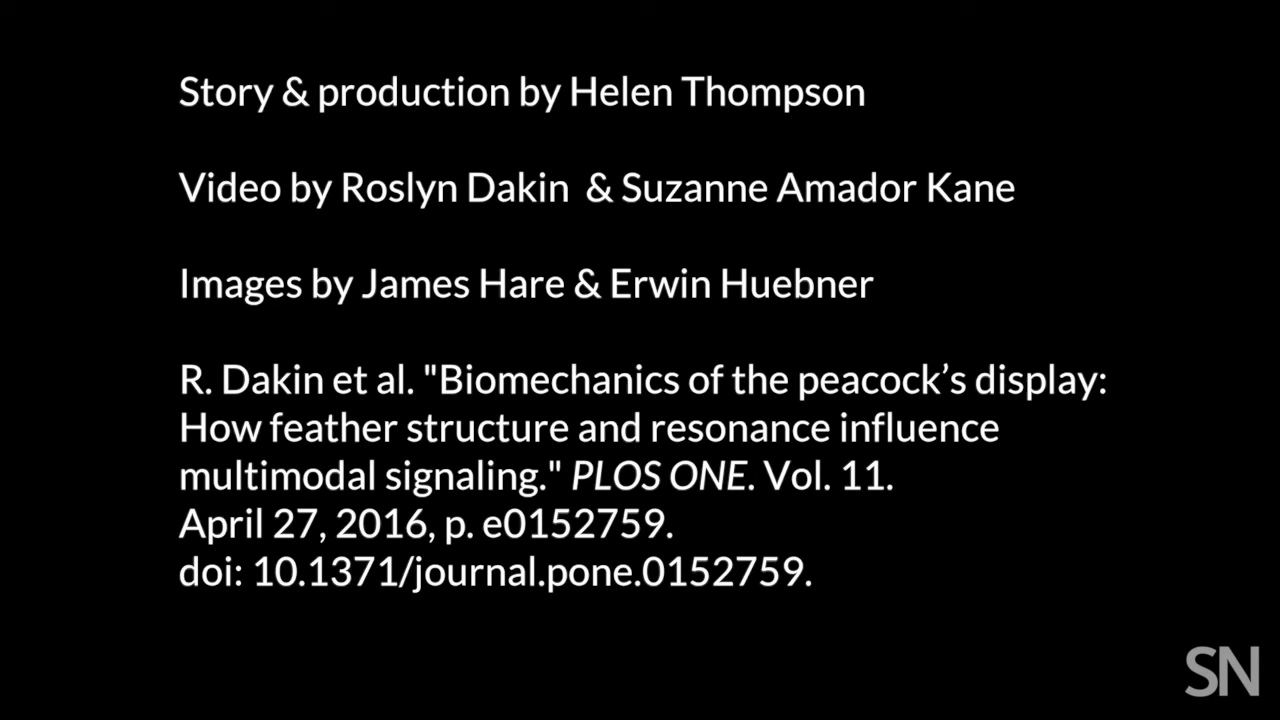 Story & production by Helen Thompson
Video by Roslyn Dakin  & Suzanne Amador Kane
Images by James Hare & Erwin Huebner
R. Dakin et al. "Biomechanics of the peacock’s display:
How feather structure and resonance influence
multimodal signaling." PLOS ONE. Vol. 11.
April 27, 2016, p. e0152759.
doi: 10.1371/journal.pone.0152759.
SN